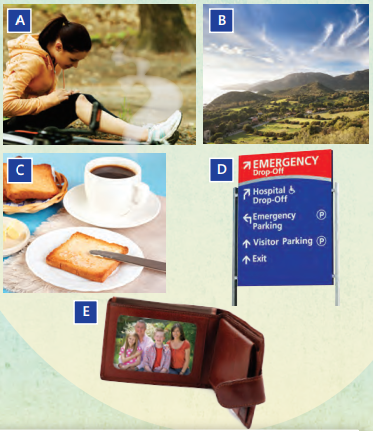 A
B
C
D
EMERGENCY
Drop-Off
Hospital
Drop-Off
Emergency
Parking
P
Visitor Parking
P
Exit
E